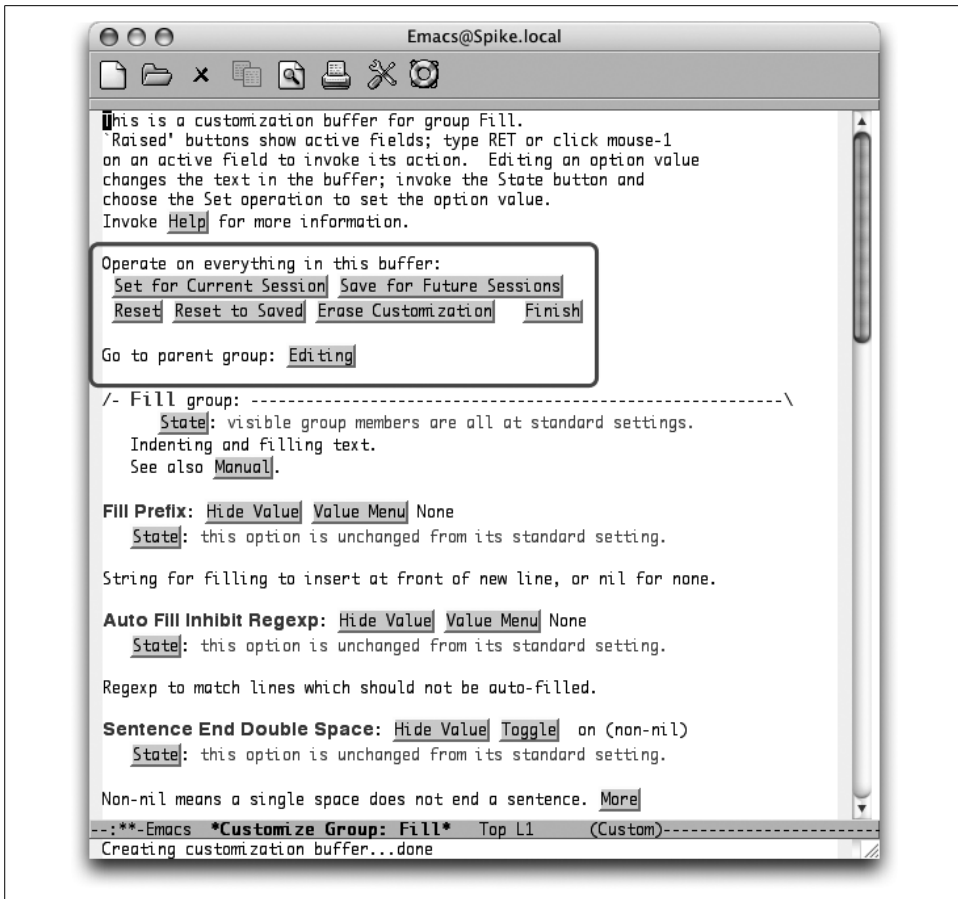 Emacs@Spike.local
This is a customization buffer for group Fill.
`Raised' buttons show active fields; type RET or click mouse-1
on an active field to invoke its action.  Editing an option value
changes the text in the buffer; invoke the State button and
choose the Set operation to set the option value.
Invoke Help for more information.
Operate on everything in this buffer:
Set for Current Session Save for Future Sessions
Reset Reset to Saved Erase Customization Finish
Go to parent group: Editing
/- Fill group: ---------------------------------------------------------\
State: visible group members are all at standard settings.
Indenting and filling text.
See also Manual.
Fill Prefix: Hide Value Value Menu None
State: this option is unchanged from its standard setting.
String for filling to insert at front of new line, or nil for none.
Auto Fill Inhibit Regexp: Hide Value Value Menu None
State: this option is unchanged from its standard setting.
Regexp to match lines which should not be auto-filled.
Sentence End Double Space: Hide Value Toggle on (non-nil)
State: this option is unchanged from its standard setting.
Non-nil means a single space does not end a sentence. More
--:**-Emacs *Customize Group: Fill* Top L1 (Custom)-----------------------
Creating customization buffer...done